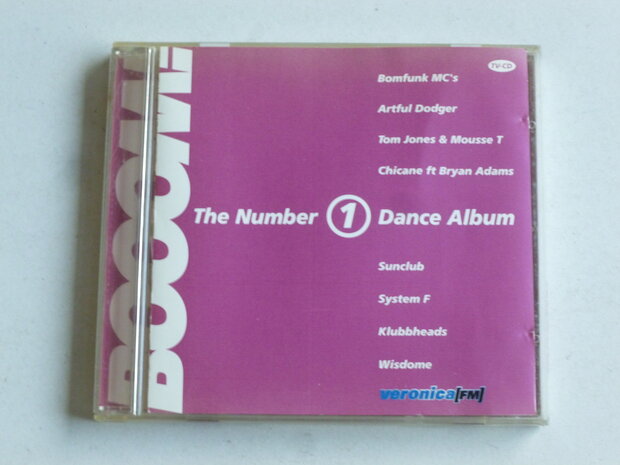 BOOOM!
TV-CD
Bomfunk MC's
Artful Dodger
Tom Jones & Mousse T
Chicane ft Bryan Adams
The Number 1 Dance Album
Sunclub
System F
Klubbheads
Wisdome
veronica[FM]